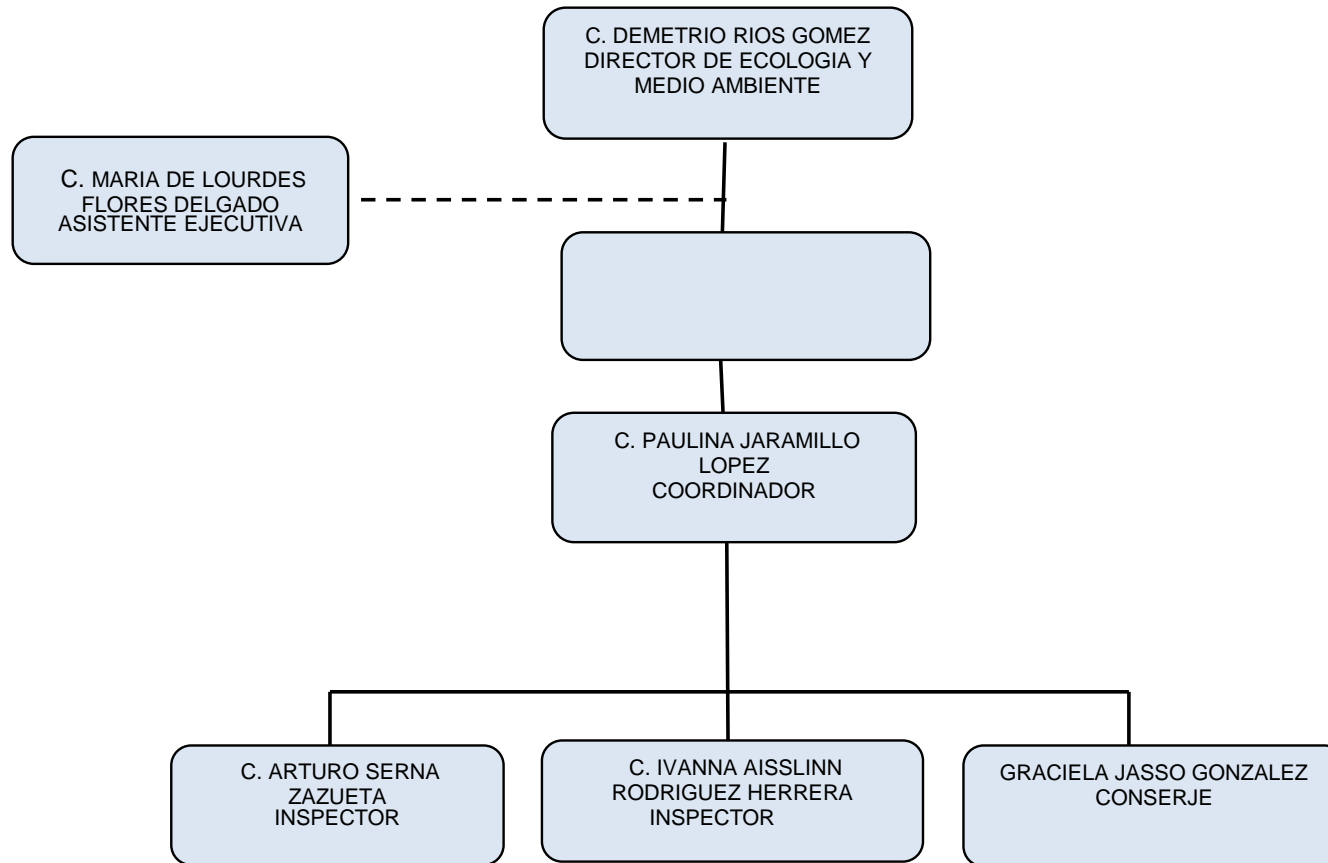 C. DEMETRIO RIOS GOMEZ
DIRECTOR DE ECOLOGIA Y
MEDIO AMBIENTE
C. MARIA DE LOURDES
FLORES DELGADO
ASISTENTE EJECUTIVA
C. PAULINA JARAMILLO
LOPEZ
COORDINADOR
C. ARTURO SERNA
ZAZUETA
INSPECTOR
C. IVANNA AISSLINN
RODRIGUEZ HERRERA
INSPECTOR
GRACIELA JASSO GONZALEZ
CONSERJE